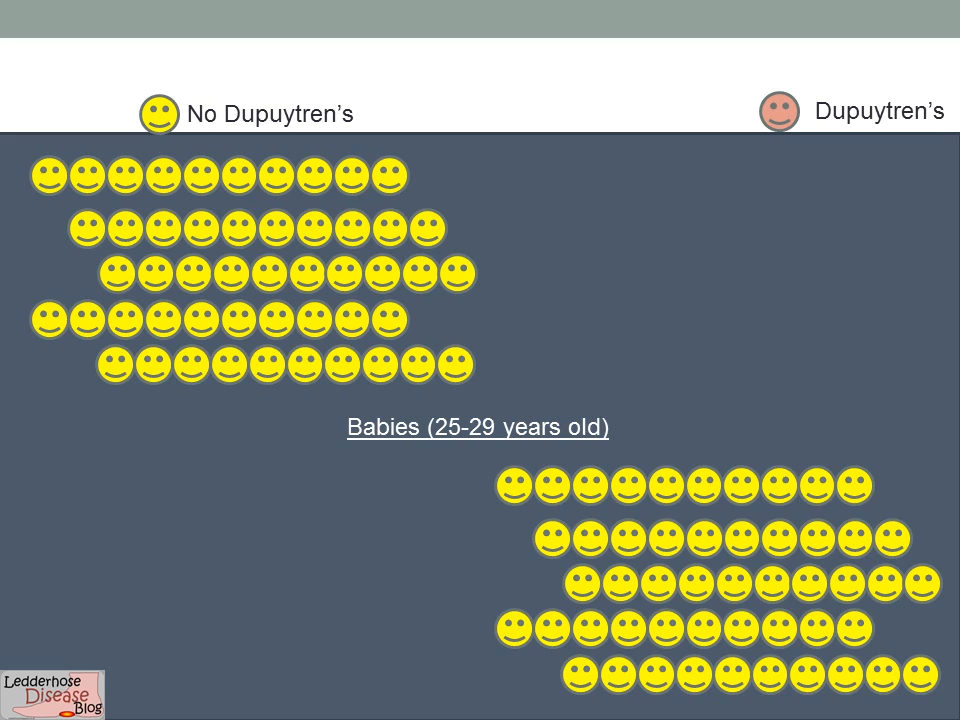 No Dupuytren’s
Dupuytren’s
Babies (25-29 years old)
Ledderhose
Disease
Blog